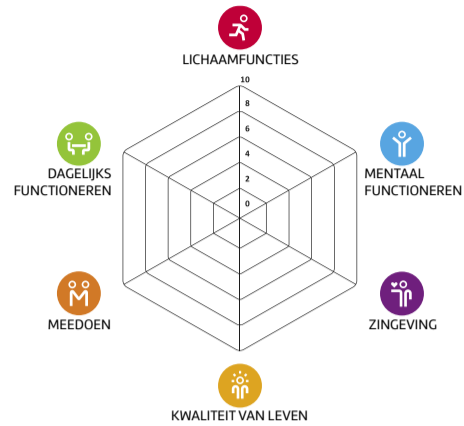 LICHAAMFUNCTIES
10
8
6
4
2
0
DAGELIJKS
FUNCTIONEREN
MENTAAL
FUNCTIONEREN
MEEDOEN
ZINGEVING
KWALITEIT VAN LEVEN